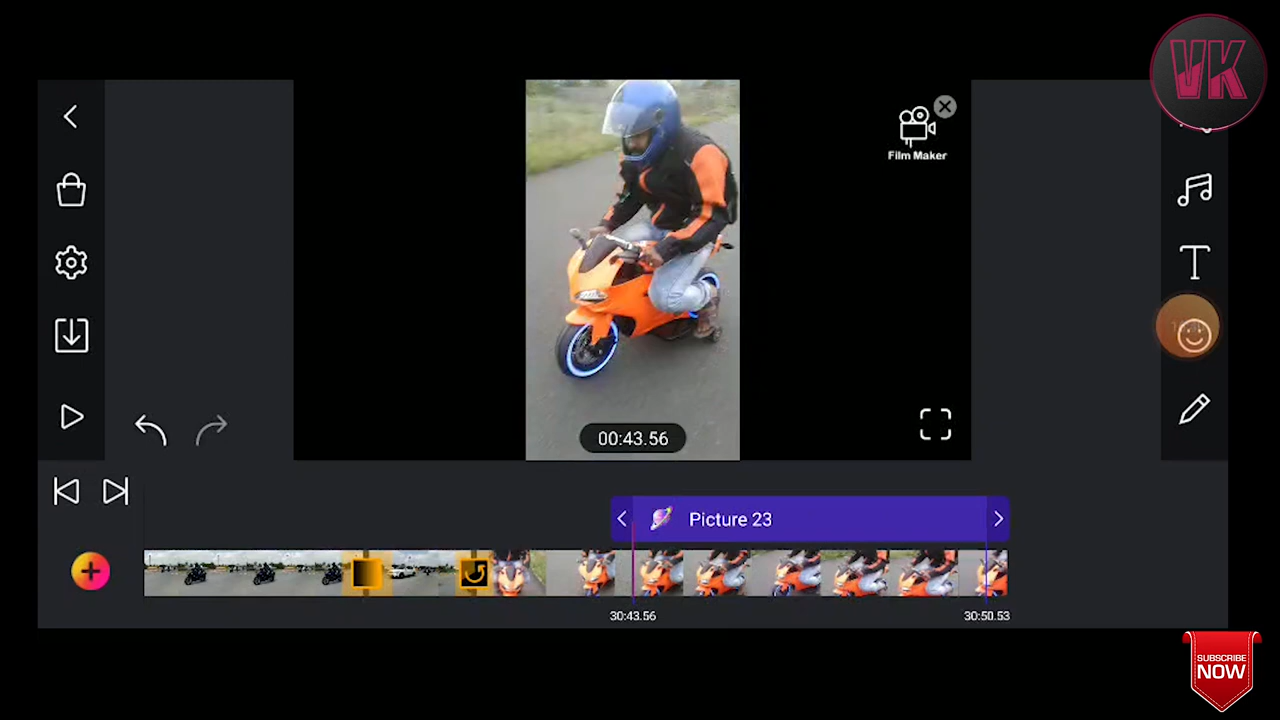 VK
Film Maker
00:43.56
Picture 23
30:43.56
30:50.53
SUBSCRIBE
NOW